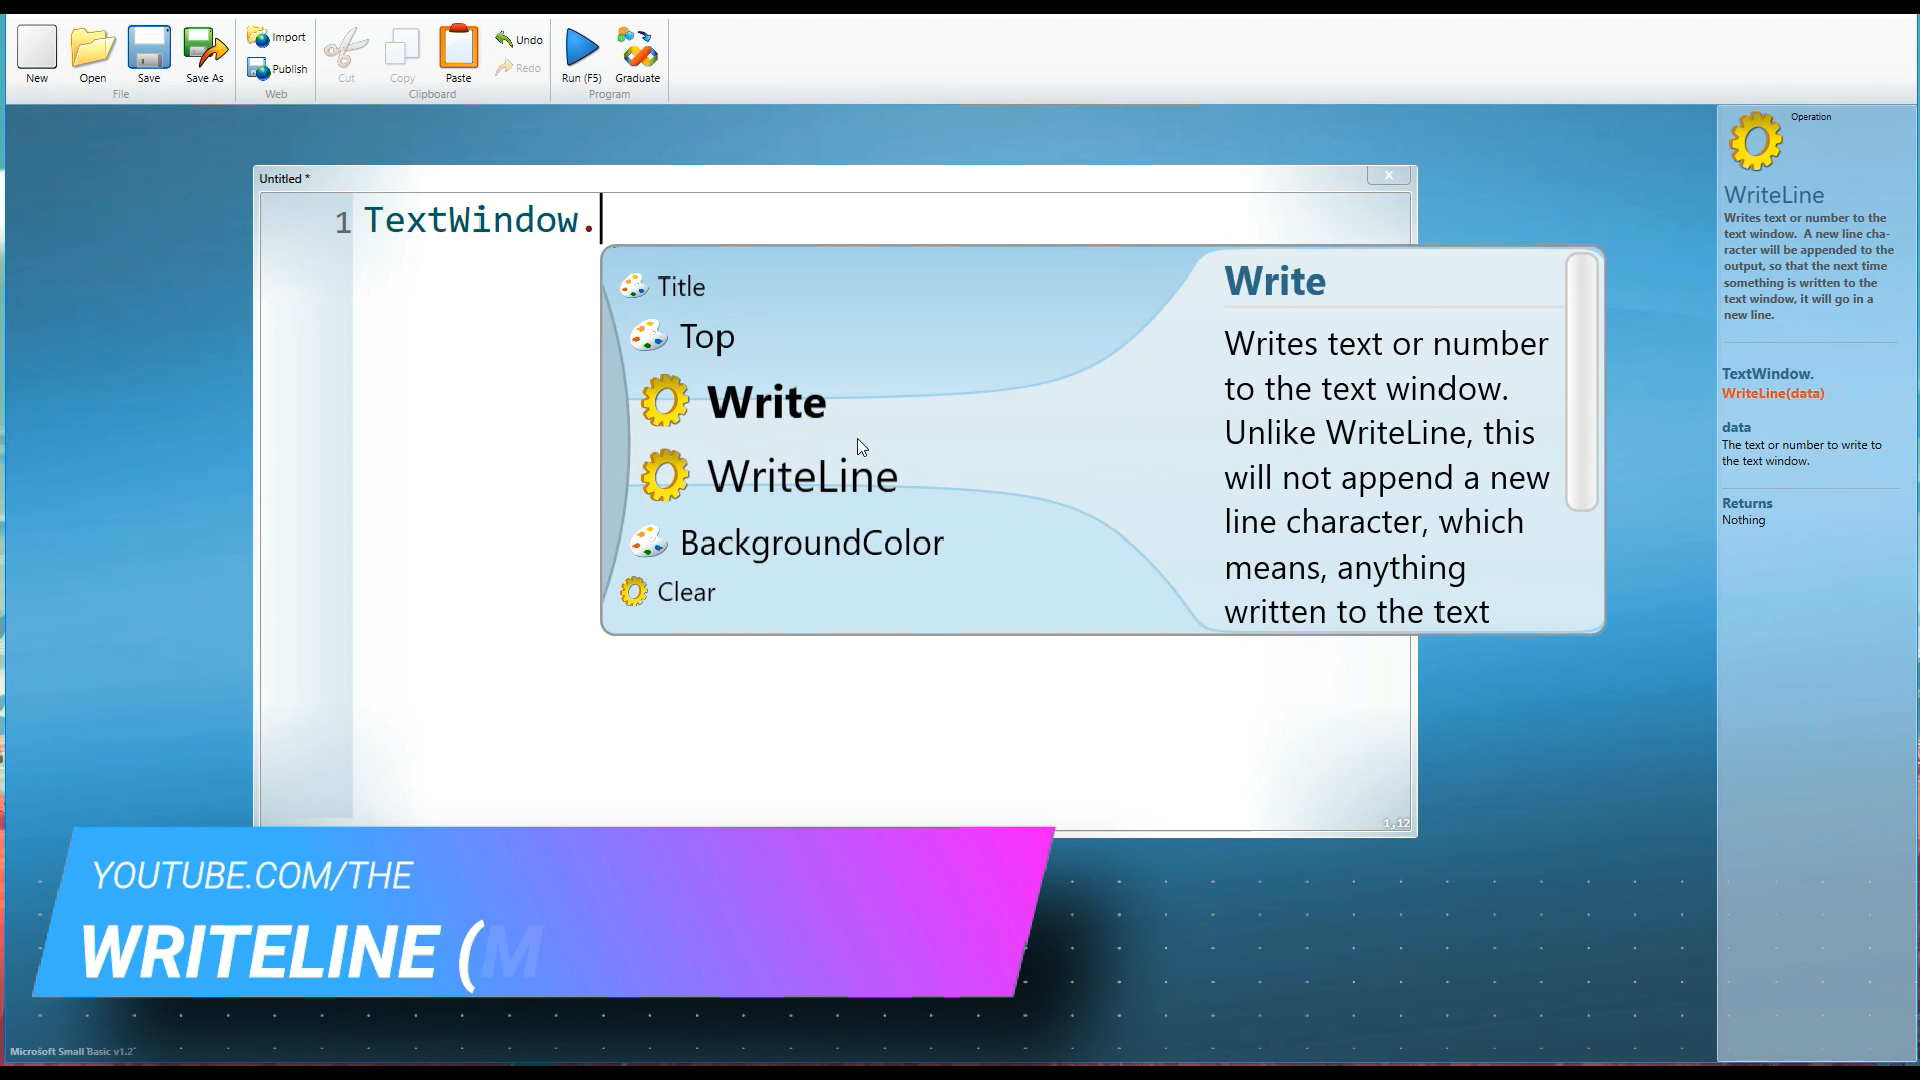 New
Open
Save
Save As
File
Import
Publish
Web
Cut
Copy
Paste
Undo
Redo
Clipboard
Run (F5)
Graduate
Program
Untitled *
x
1 TextWindow.
Title
Top
Write
WriteLine
BackgroundColor
Clear
Write
Writes text or number
to the text window.
Unlike WriteLine, this
will not append a new
line character, which
means, anything
written to the text
1,12
Operation
WriteLine
Writes text or number to the
text window.  A new line cha-
racter will be appended to the
output, so that the next time
something is written to the
text window, it will go in a
new line.
TextWindow.
WriteLine(data)
data
The text or number to write to
the text window.
Returns
Nothing
YOUTUBE.COM/THE
WRITELINE (M
Microsoft Small Basic v1.2